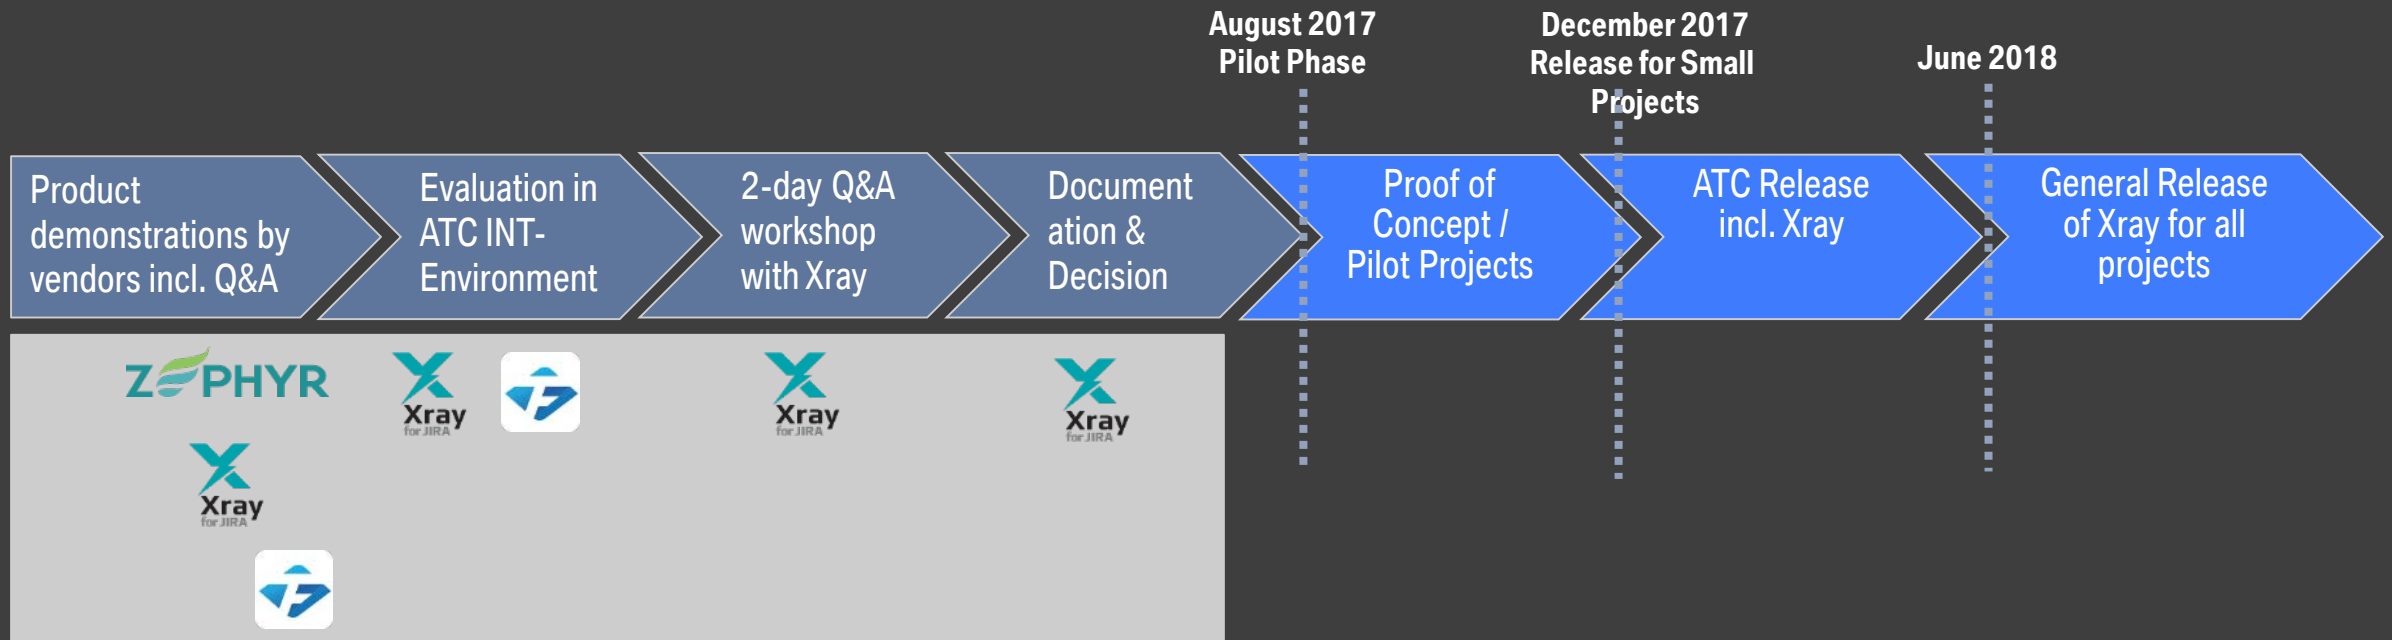 August 2017
Pilot Phase
December 2017
Release for Small
Projects
June 2018
Product
demonstrations by
vendors incl. Q&A
Evaluation in
ATC INT-
Environment
2-day Q&A
workshop
with Xray
Document
ation &
Decision
Proof of
Concept /
Pilot Projects
ATC Release
incl. Xray
General Release
of Xray for all
projects
ZEPHYR
Xray
for JIRA
Xray
for JIRA
Xray
for JIRA
Xray
for JIRA